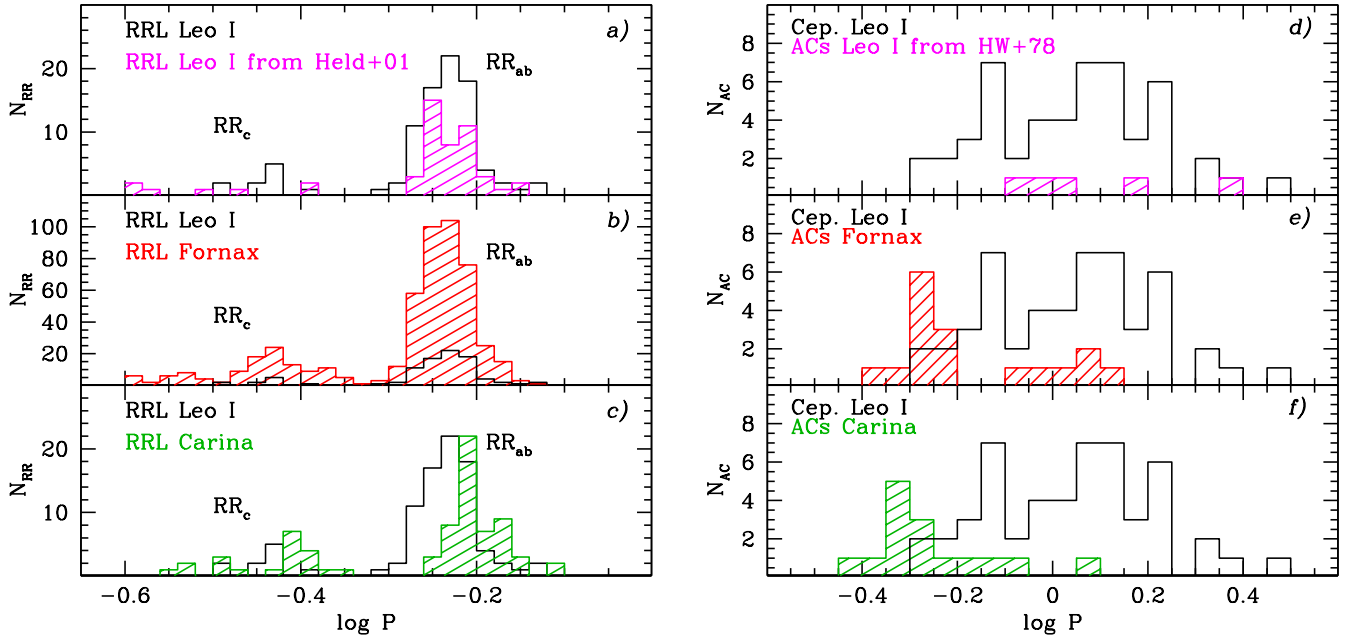 RRL Leo I
a)
RRL Leo I from Held+01
RR_ab
RR_c
N_RR
20
10
RRL Leo I
b)
RRL Fornax
RR_ab
RR_c
N_RR
100
80
60
40
20
RRL Leo I
c)
RRL Carina
RR_ab
RR_c
N_RR
20
10
−0.6
−0.4
−0.2
log P
Cep. Leo I
d)
ACs Leo I from HW+78
N_AC
8
6
4
2
Cep. Leo I
e)
ACs Fornax
N_AC
8
6
4
2
Cep. Leo I
f)
ACs Carina
N_AC
8
6
4
2
−0.4
−0.2
0
0.2
0.4
log P